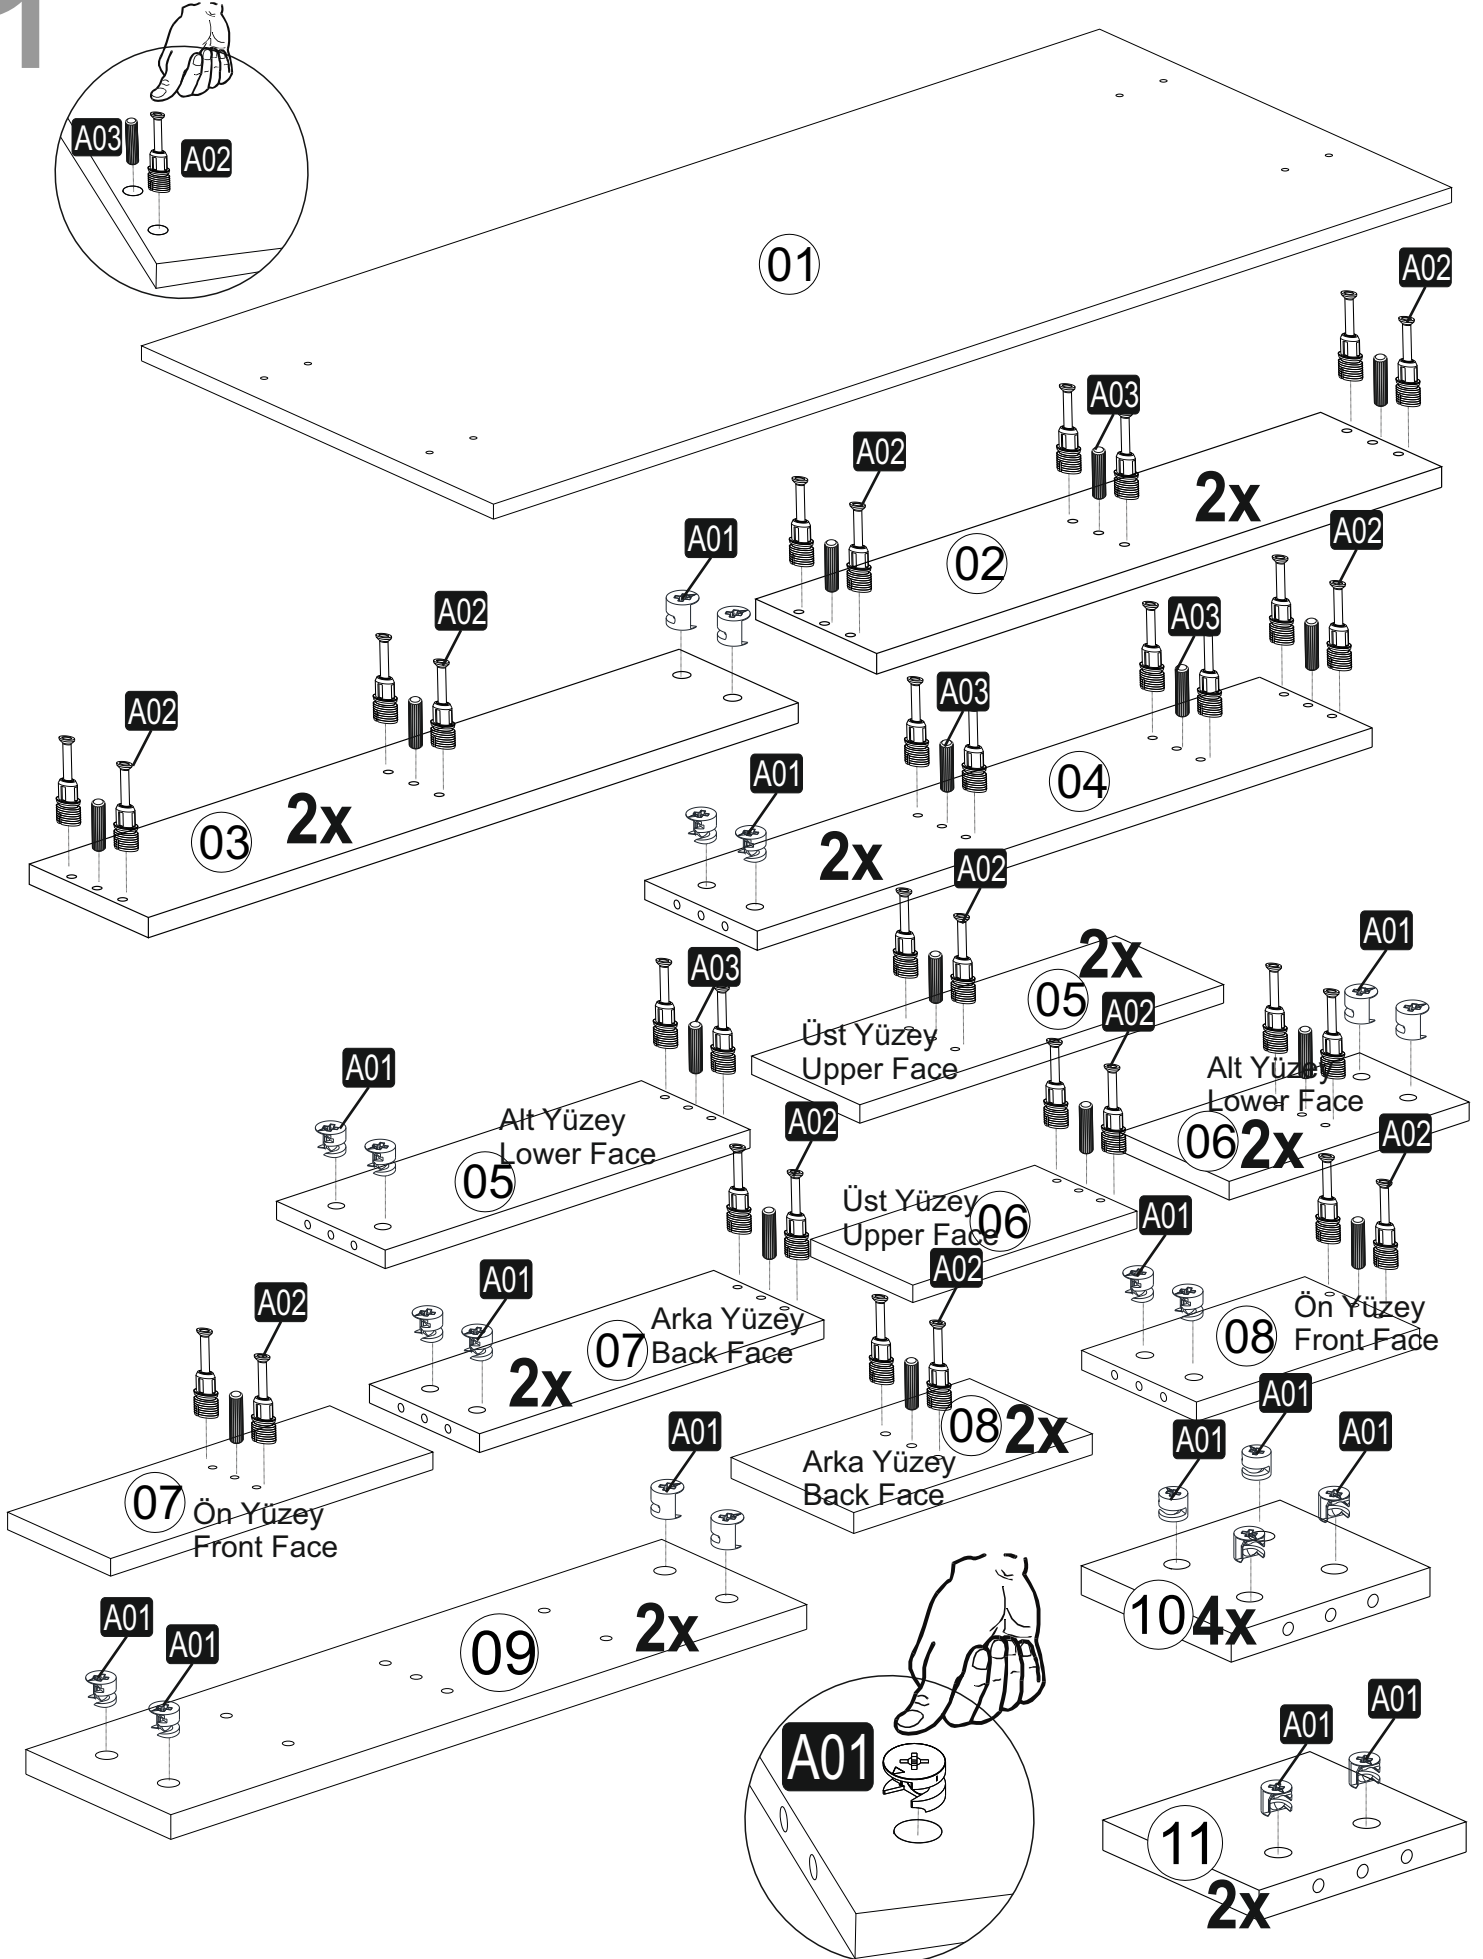 1
A03
A02
01
A02
A03
A02
2x
02
A01
A02
A02
A03
A02
A03
A01
04
2x
03
2x
A02
2x
05
A01
A03
A02
Üst Yüzey
Upper Face
Alt Yüzey
Lower Face
06
2x
A02
A01
Alt Yüzey
Lower Face
05
A02
Üst Yüzey
Upper Face
06
A01
A02
A01
A02
Arka Yüzey
Back Face
07
2x
Ön Yüzey
Front Face
08
A01
A01
A01
A01
08
2x
Arka Yüzey
Back Face
07
Ön Yüzey
Front Face
10
4x
A01
A01
09
2x
A01
A01
A01
11
2x